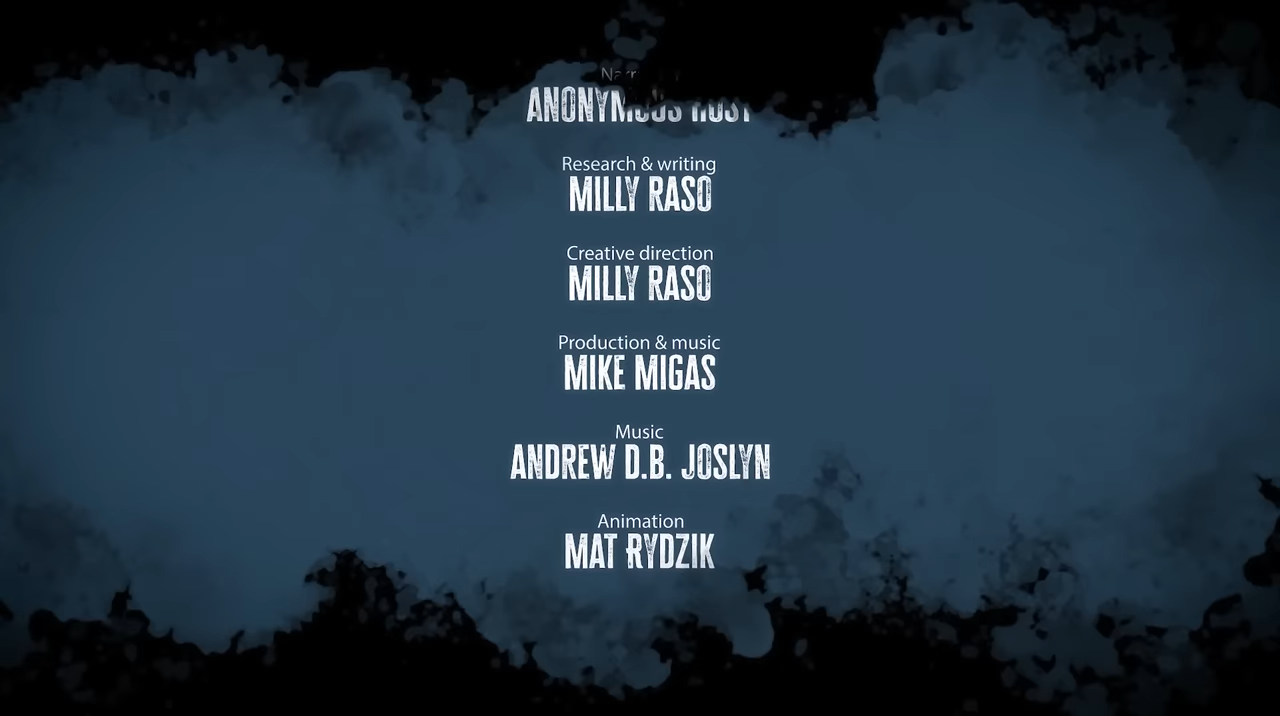 ANONYMOUS HOST
Research & writing
MILLY RASO
Creative direction
MILLY RASO
Production & music
MIKE MIGAS
Music
ANDREW D.B. JOSLYN
Animation
MAT RYDZIK